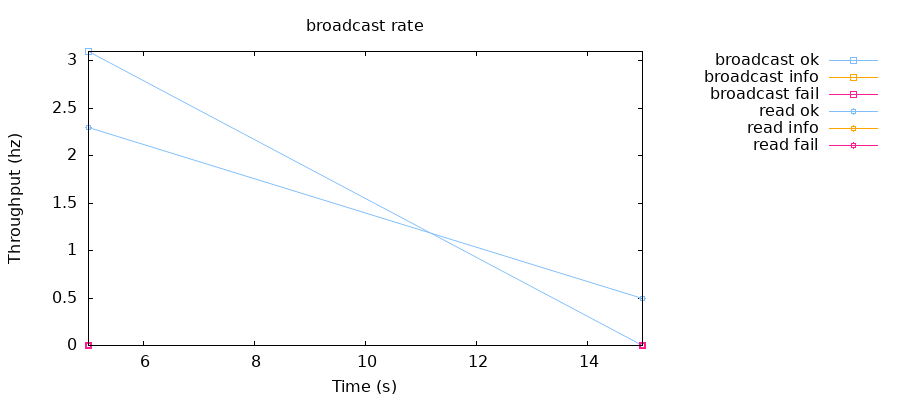 broadcast rate
3
2.5
2
1.5
1
0.5
0
Throughput (hz)
6 8 10 12 14
Time (s)
broadcast ok
broadcast info
broadcast fail
read ok
read info
read fail